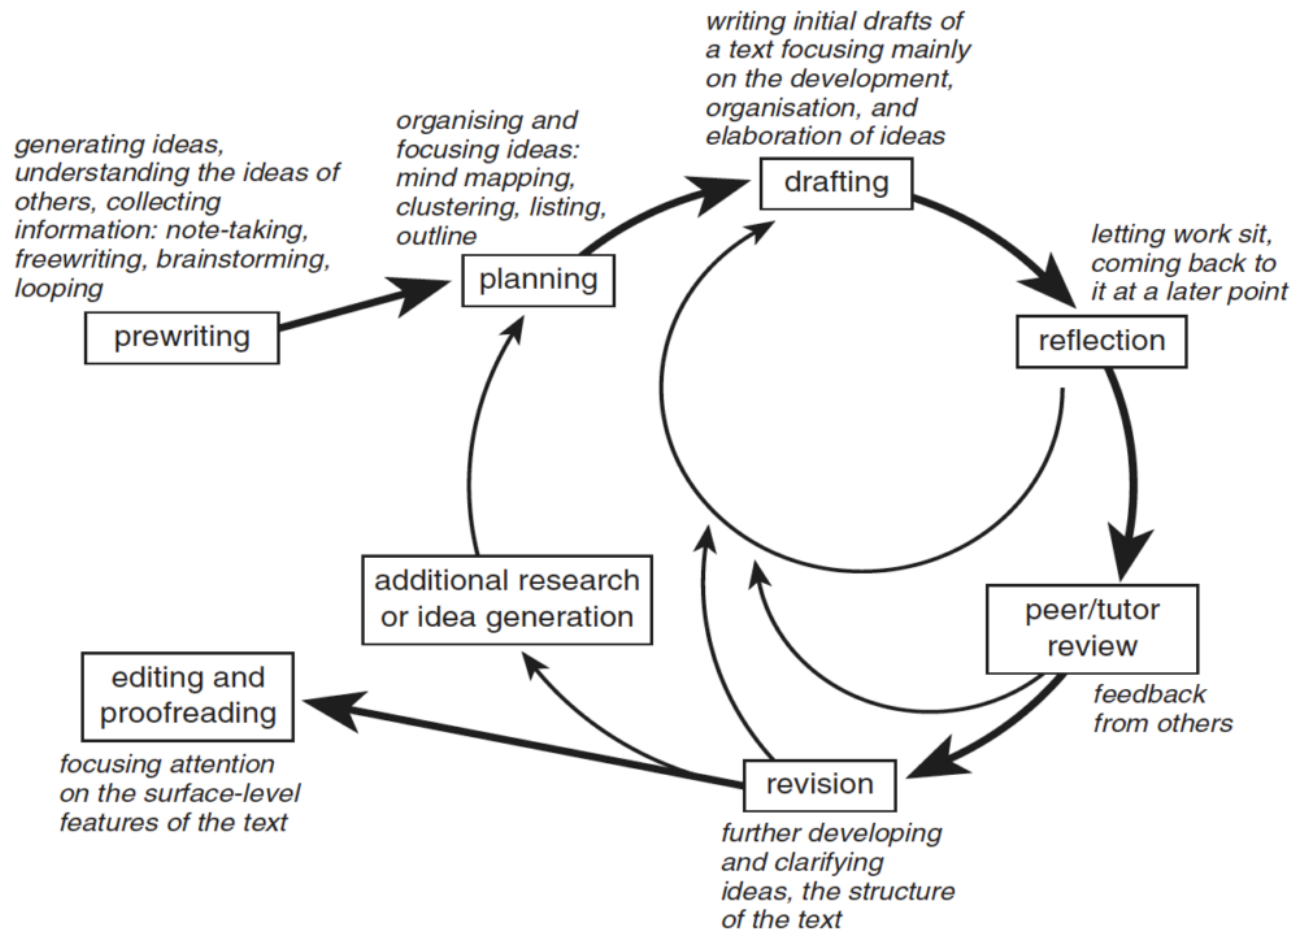 generating ideas,
understanding the ideas of
others, collecting
information: note-taking,
freewriting, brainstorming,
looping
prewriting
organising and
focusing ideas:
mind mapping,
clustering, listing,
outline
planning
writing initial drafts of
a text focusing mainly
on the development,
organisation, and
elaboration of ideas
drafting
letting work sit,
coming back to
it at a later point
reflection
peer/tutor
review
feedback
from others
revision
further developing
and clarifying
ideas, the structure
of the text
additional research
or idea generation
editing and
proofreading
focusing attention
on the surface-level
features of the text